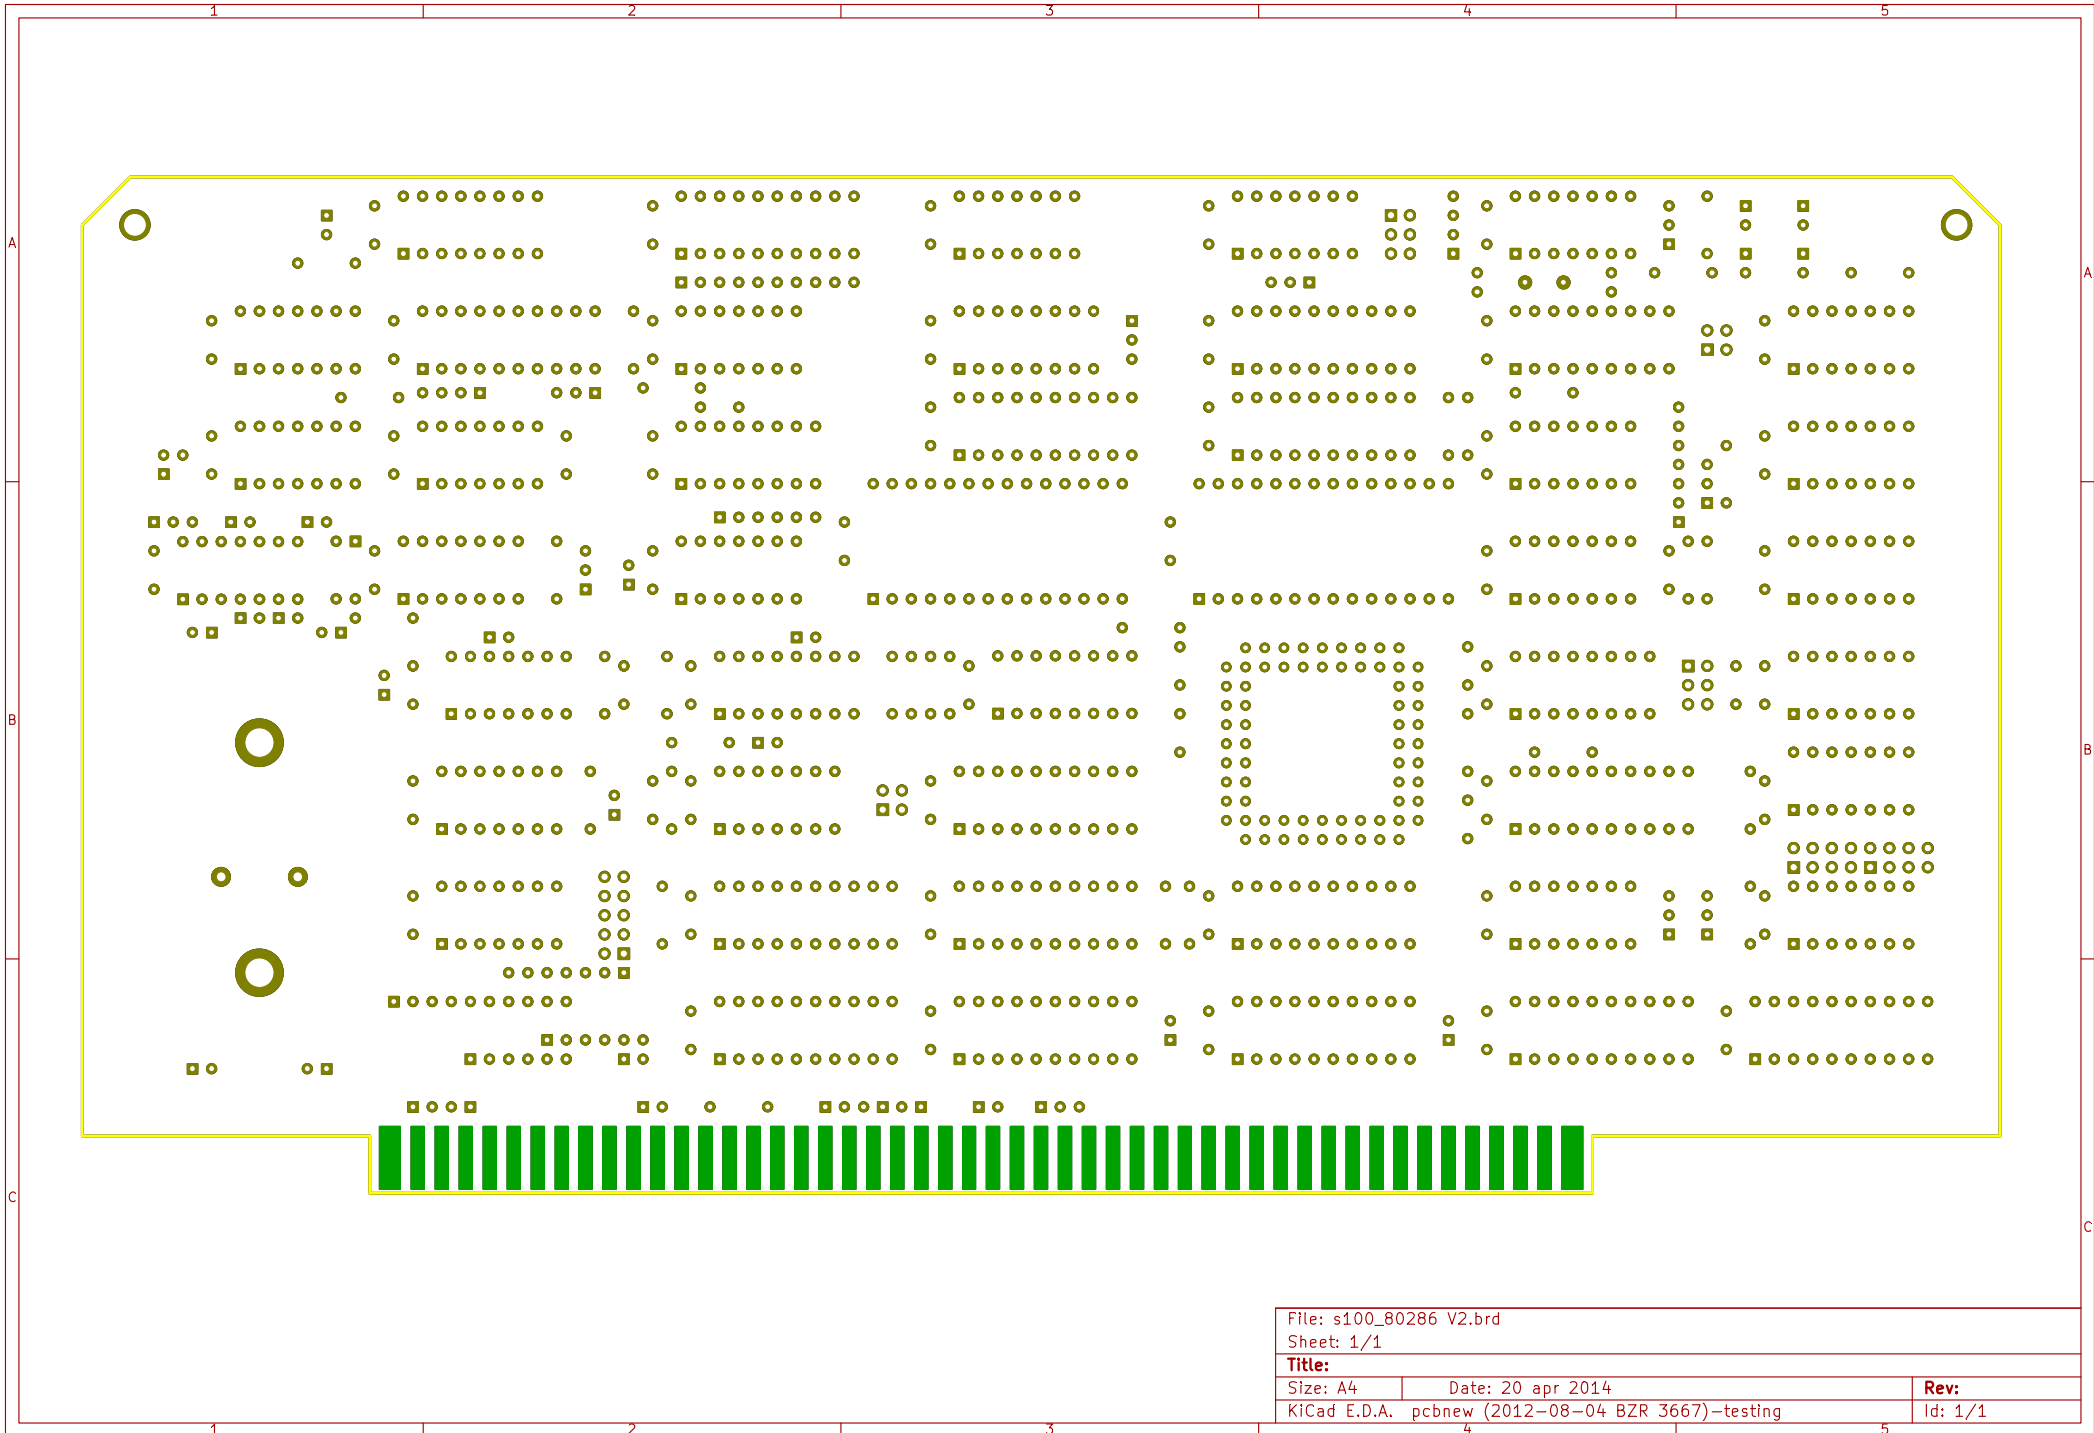 1 2 3 4 5
A A
B B
C C
File: s100_80286 V2.brd
Sheet: 1/1
Title:
Size: A4 Date: 20 apr 2014 Rev:
KiCad E.D.A. pcbnew (2012-08-04 BZR 3667)-testing Id: 1/1
1 2 3 4 5